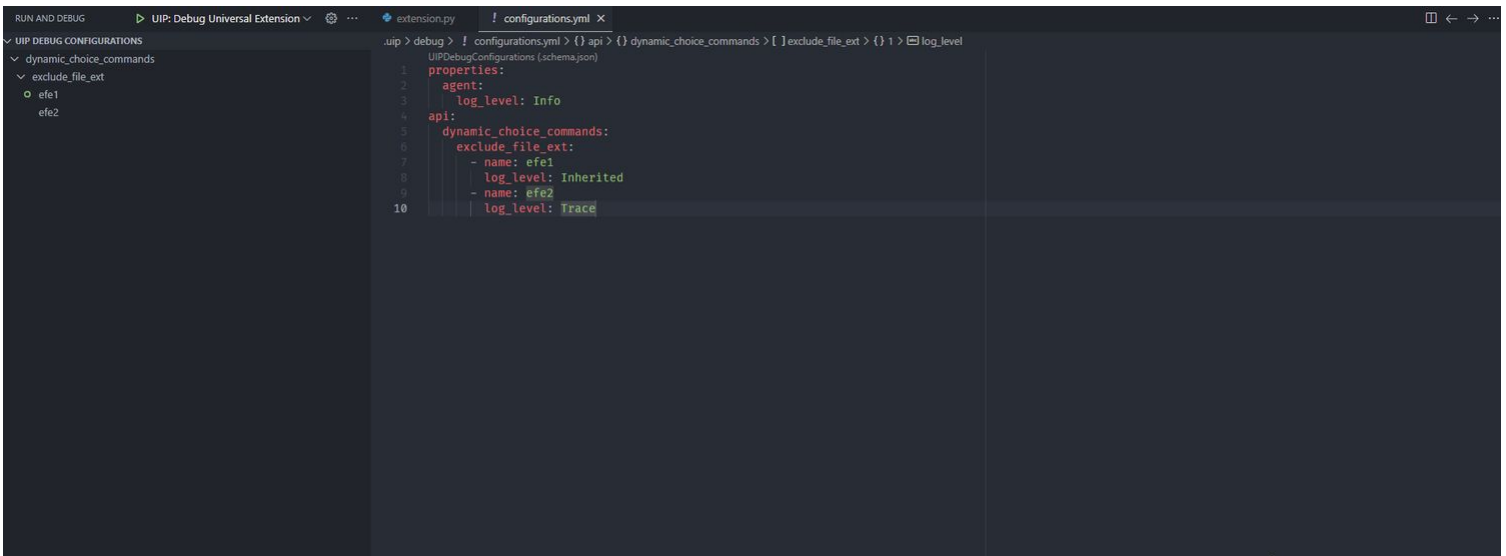 RUN AND DEBUG
UIP: Debug Universal Extension
···
extension.py
! configurations.yml ×
UIP DEBUG CONFIGURATIONS
dynamic_choice_commands
exclude_file_ext
efe1
efe2
.uip > debug > ! configurations.yml > {} api > {} dynamic_choice_commands > [ ] exclude_file_ext > {} 1 > log_level
UIPDebugConfigurations (.schema.json)
1 properties:
2 agent:
3 log_level: Info
4 api:
5 dynamic_choice_commands:
6 exclude_file_ext:
7 - name: efe1
8 log_level: Inherited
9 - name: efe2
10 log_level: Trace